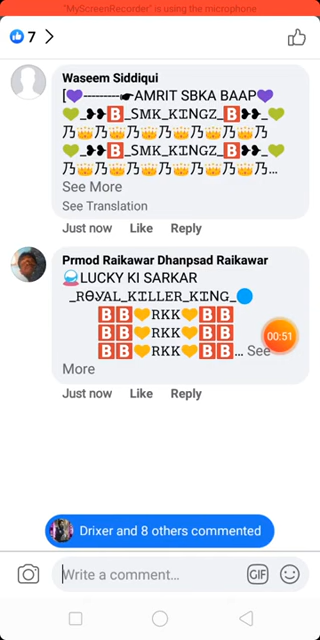 "MyScreenRecorder" is using the microphone
7
Waseem Siddiqui
[💜---------☛AMRIT SBKA BAAP💜
💚_❥❥🅱_SMK_KINGZ_🅱❥❥_💚
乃👑乃👑乃👑乃👑乃👑乃👑乃👑乃
💚_❥❥🅱_SMK_KINGZ_🅱❥❥_💚
乃👑乃👑乃👑乃👑乃👑乃👑乃👑乃...
See More
See Translation
Just now Like Reply
Prmod Raikawar Dhanpsad Raikawar
🔮LUCKY KI SARKAR
_RꝊYAL_KILLER_KING_🔵
🅱🅱💛RKK💛🅱🅱
🅱🅱💛RKK💛🅱🅱
🅱🅱💛RKK💛🅱🅱... See
More
00:51
Just now Like Reply
Drixer and 8 others commented
Write a comment...
GIF